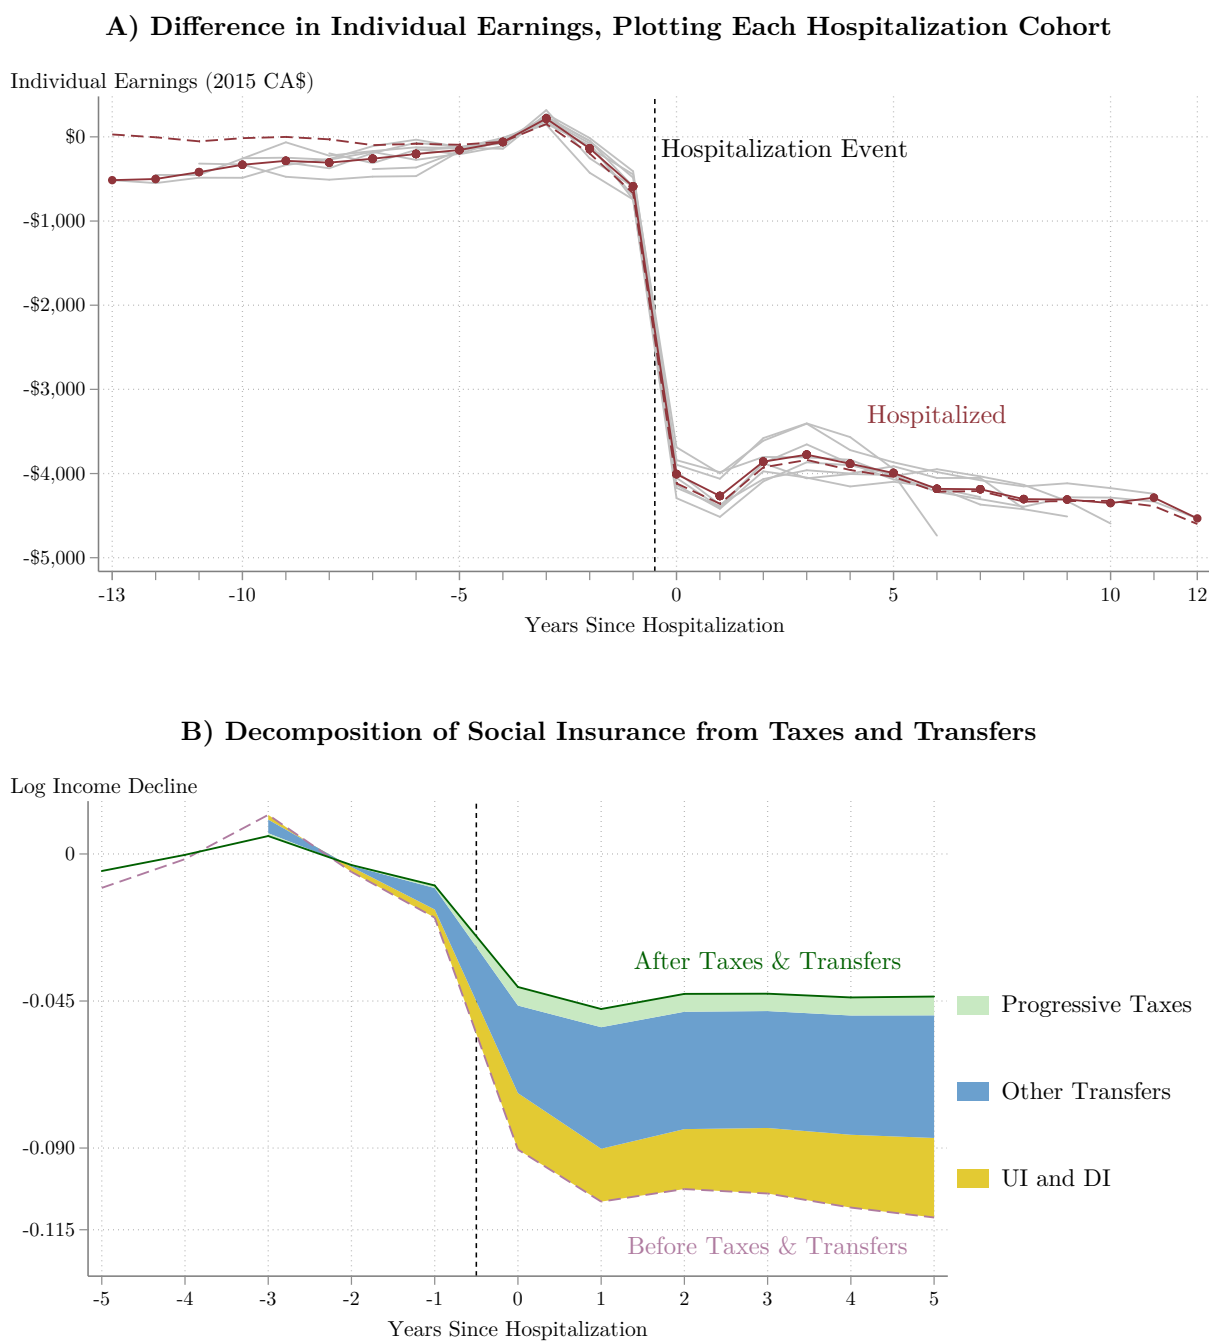 A) Difference in Individual Earnings, Plotting Each Hospitalization Cohort
Individual Earnings (2015 CA$)
$0
Hospitalization Event
-$1,000
-$2,000
-$3,000
Hospitalized
-$4,000
-$5,000
-13 -10 -5 0 5 10 12
Years Since Hospitalization
B) Decomposition of Social Insurance from Taxes and Transfers
Log Income Decline
0
After Taxes & Transfers
-0.045
Progressive Taxes
Other Transfers
-0.090
UI and DI
-0.115
Before Taxes & Transfers
-5 -4 -3 -2 -1 0 1 2 3 4 5
Years Since Hospitalization